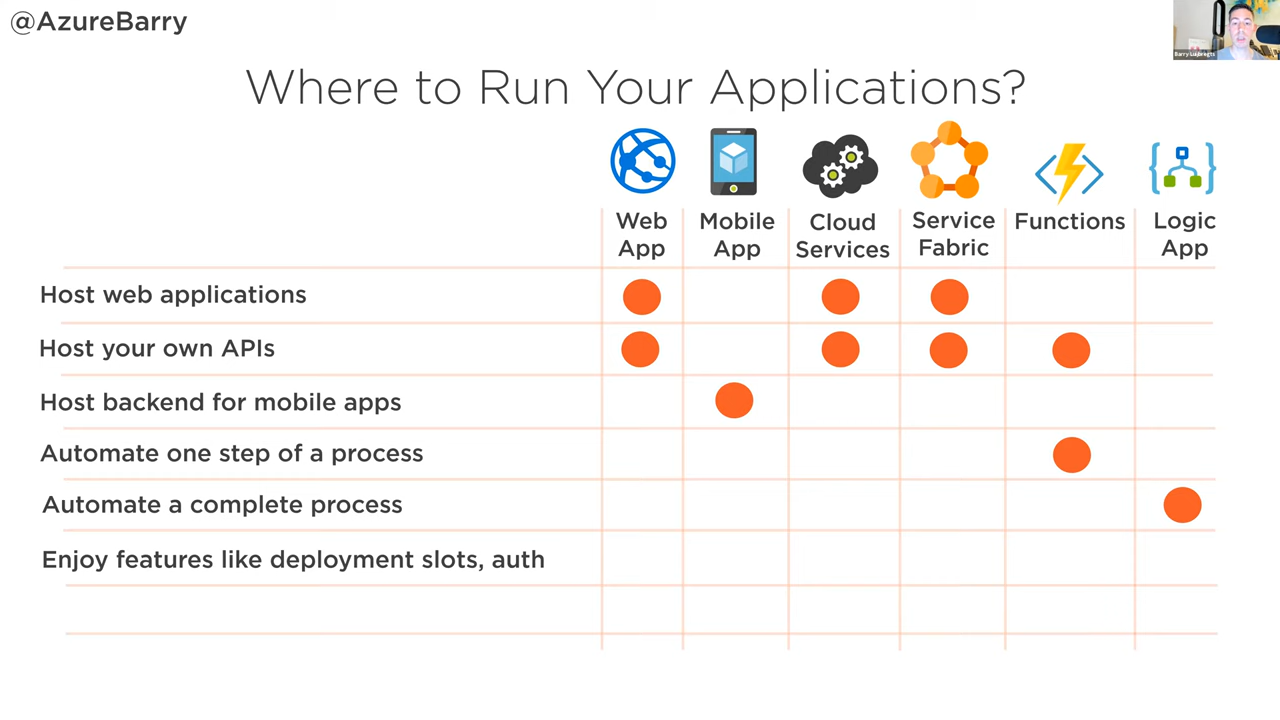 @AzureBarry
Barry Luijbregts
Where to Run Your Applications?
Web App
Mobile App
Cloud Services
Service Fabric
Functions
Logic App
Host web applications
Host your own APIs
Host backend for mobile apps
Automate one step of a process
Automate a complete process
Enjoy features like deployment slots, auth